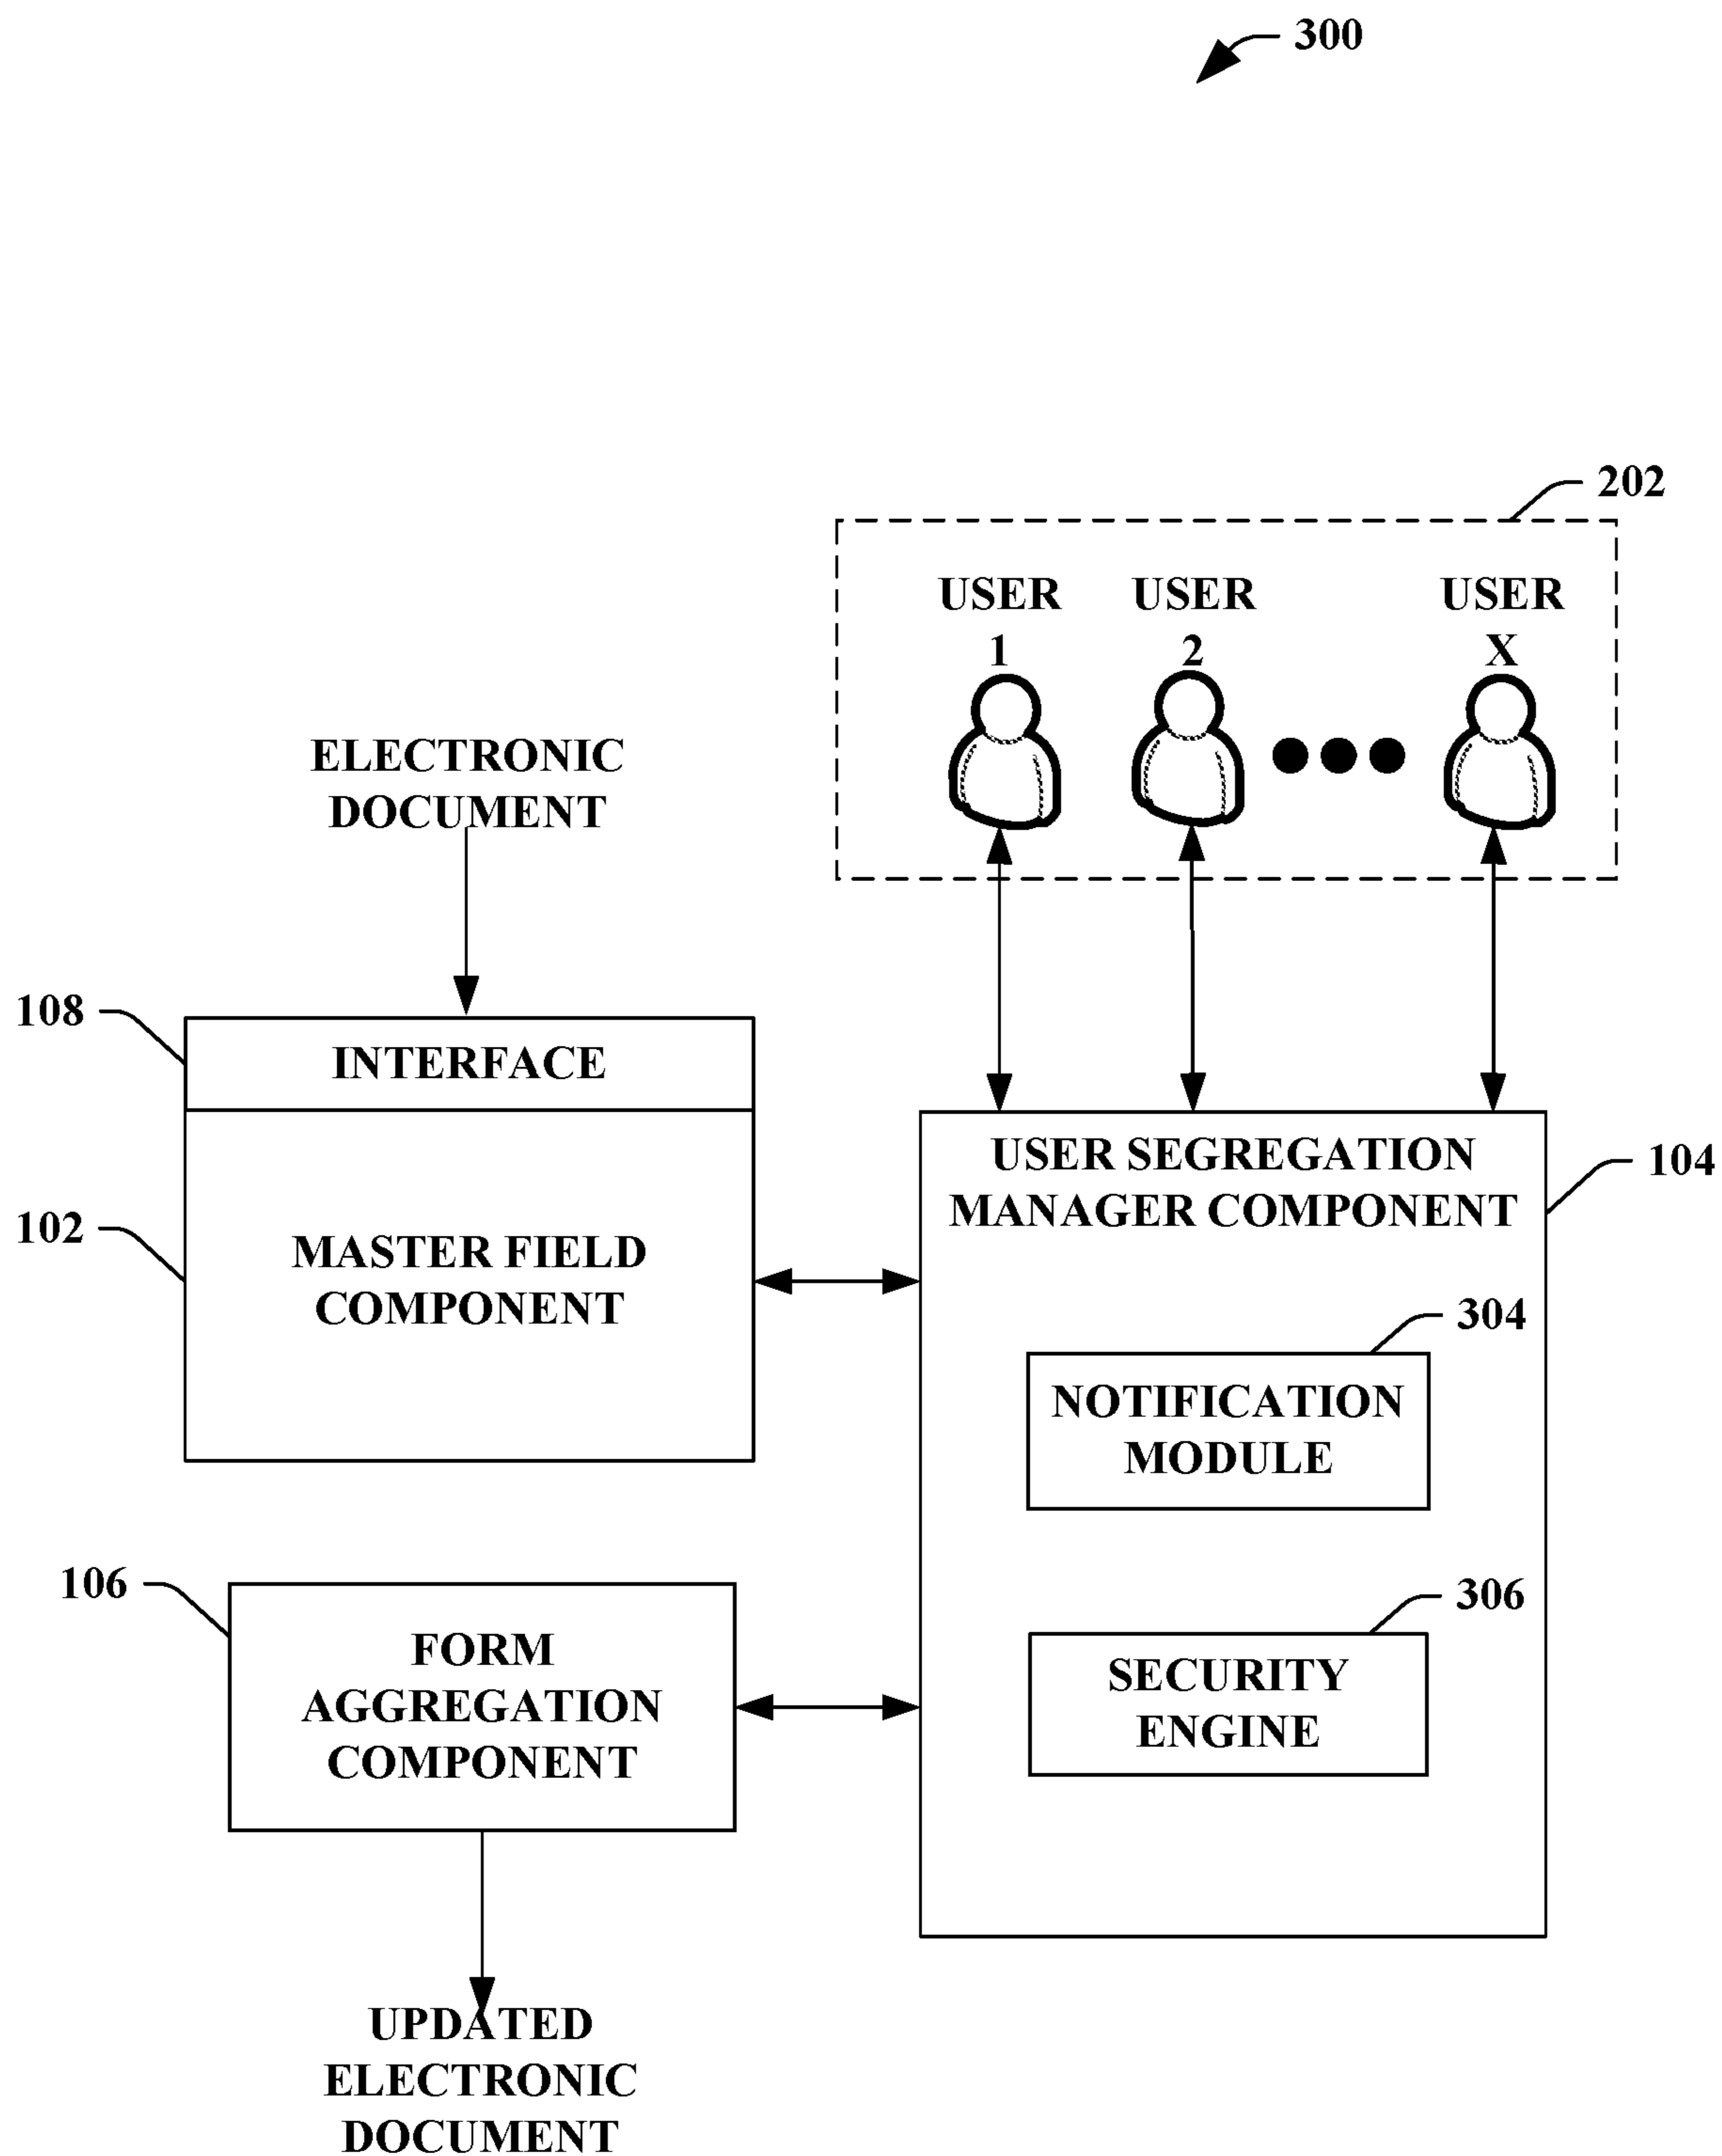 300
202
USER
1
USER
2
USER
X
ELECTRONIC
DOCUMENT
108
INTERFACE
102
MASTER FIELD
COMPONENT
USER SEGREGATION
MANAGER COMPONENT
104
304
NOTIFICATION
MODULE
106
FORM
AGGREGATION
COMPONENT
306
SECURITY
ENGINE
UPDATED
ELECTRONIC
DOCUMENT